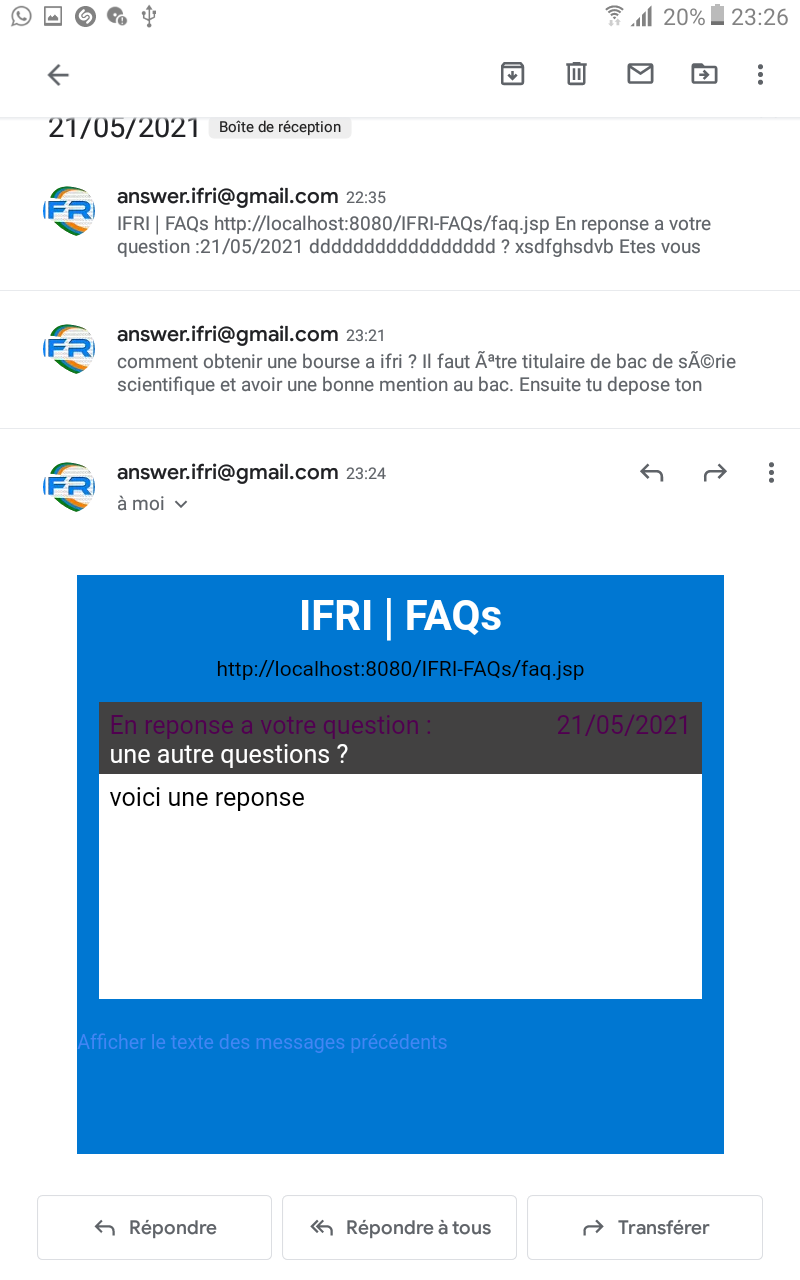 20% 23:26
21/05/2021 Boîte de réception
answer.ifri@gmail.com 22:35
IFRI | FAQs http://localhost:8080/IFRI-FAQs/faq.jsp En reponse a votre
question :21/05/2021 ddddddddddddddddd ? xsdfghsdvb Etes vous
answer.ifri@gmail.com 23:21
comment obtenir une bourse a ifri ? Il faut Ãªtre titulaire de bac de sÃ©rie
scientifique et avoir une bonne mention au bac. Ensuite tu depose ton
answer.ifri@gmail.com 23:24
à moi
IFRI | FAQs
http://localhost:8080/IFRI-FAQs/faq.jsp
En reponse a votre question : 21/05/2021
une autre questions ?
voici une reponse
Afficher le texte des messages précédents
Répondre Répondre à tous Transférer